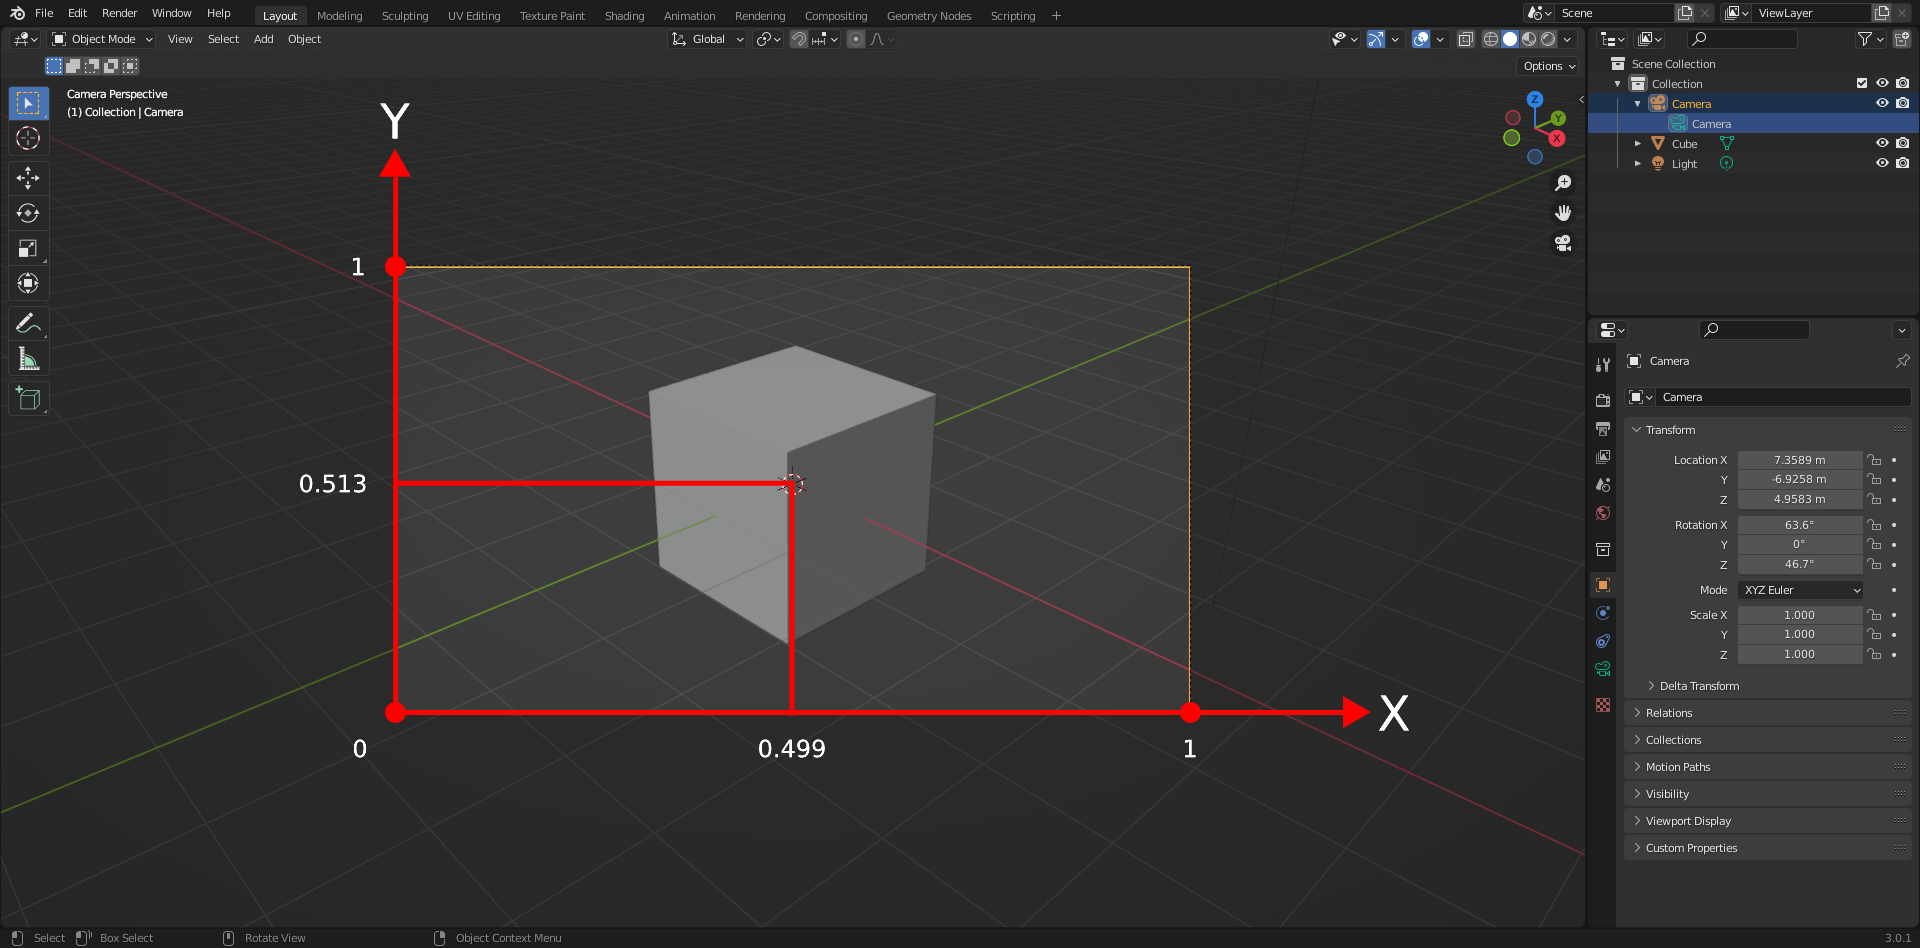 File Edit Render Window Help Layout Modeling Sculpting UV Editing Texture Paint Shading Animation Rendering Compositing Geometry Nodes Scripting + Scene ViewLayer
Object Mode View Select Add Object Global
Options
Camera Perspective
(1) Collection | Camera
Y
Z
Y
X
1
0.513
0
0.499
1
X
Scene Collection
Collection
Camera
Camera
Cube
Light
Camera
Camera
Transform
Location X 7.3589 m
Y -6.9258 m
Z 4.9583 m
Rotation X 63.6°
Y 0°
Z 46.7°
Mode XYZ Euler
Scale X 1.000
Y 1.000
Z 1.000
Delta Transform
Relations
Collections
Motion Paths
Visibility
Viewport Display
Custom Properties
Select Box Select Rotate View Object Context Menu 3.0.1